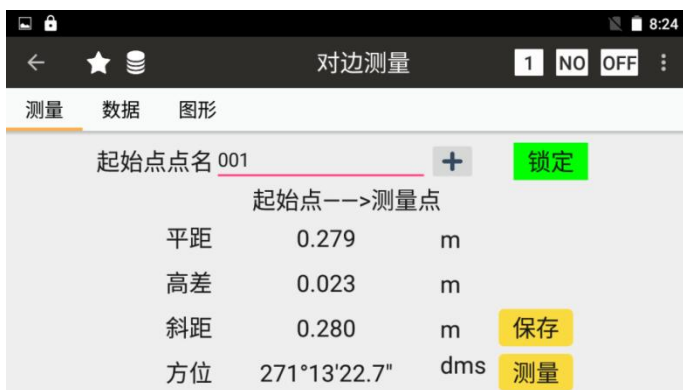 8:24
对边测量 1 NO OFF
测量 数据 图形
起始点点名 001 + 锁定
起始点——>测量点
平距 0.279 m
高差 0.023 m
斜距 0.280 m 保存
方位 271°13'22.7" dms 测量